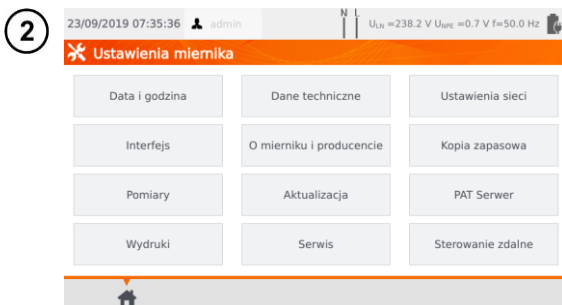 2
N L
23/09/2019 07:35:36 admin ULN =238.2 V UNPE =0.7 V f=50.0 Hz
Ustawienia miernika
Data i godzina Dane techniczne Ustawienia sieci
Interfejs O mierniku i producencie Kopia zapasowa
Pomiary Aktualizacja PAT Serwer
Wydruki Serwis Sterowanie zdalne